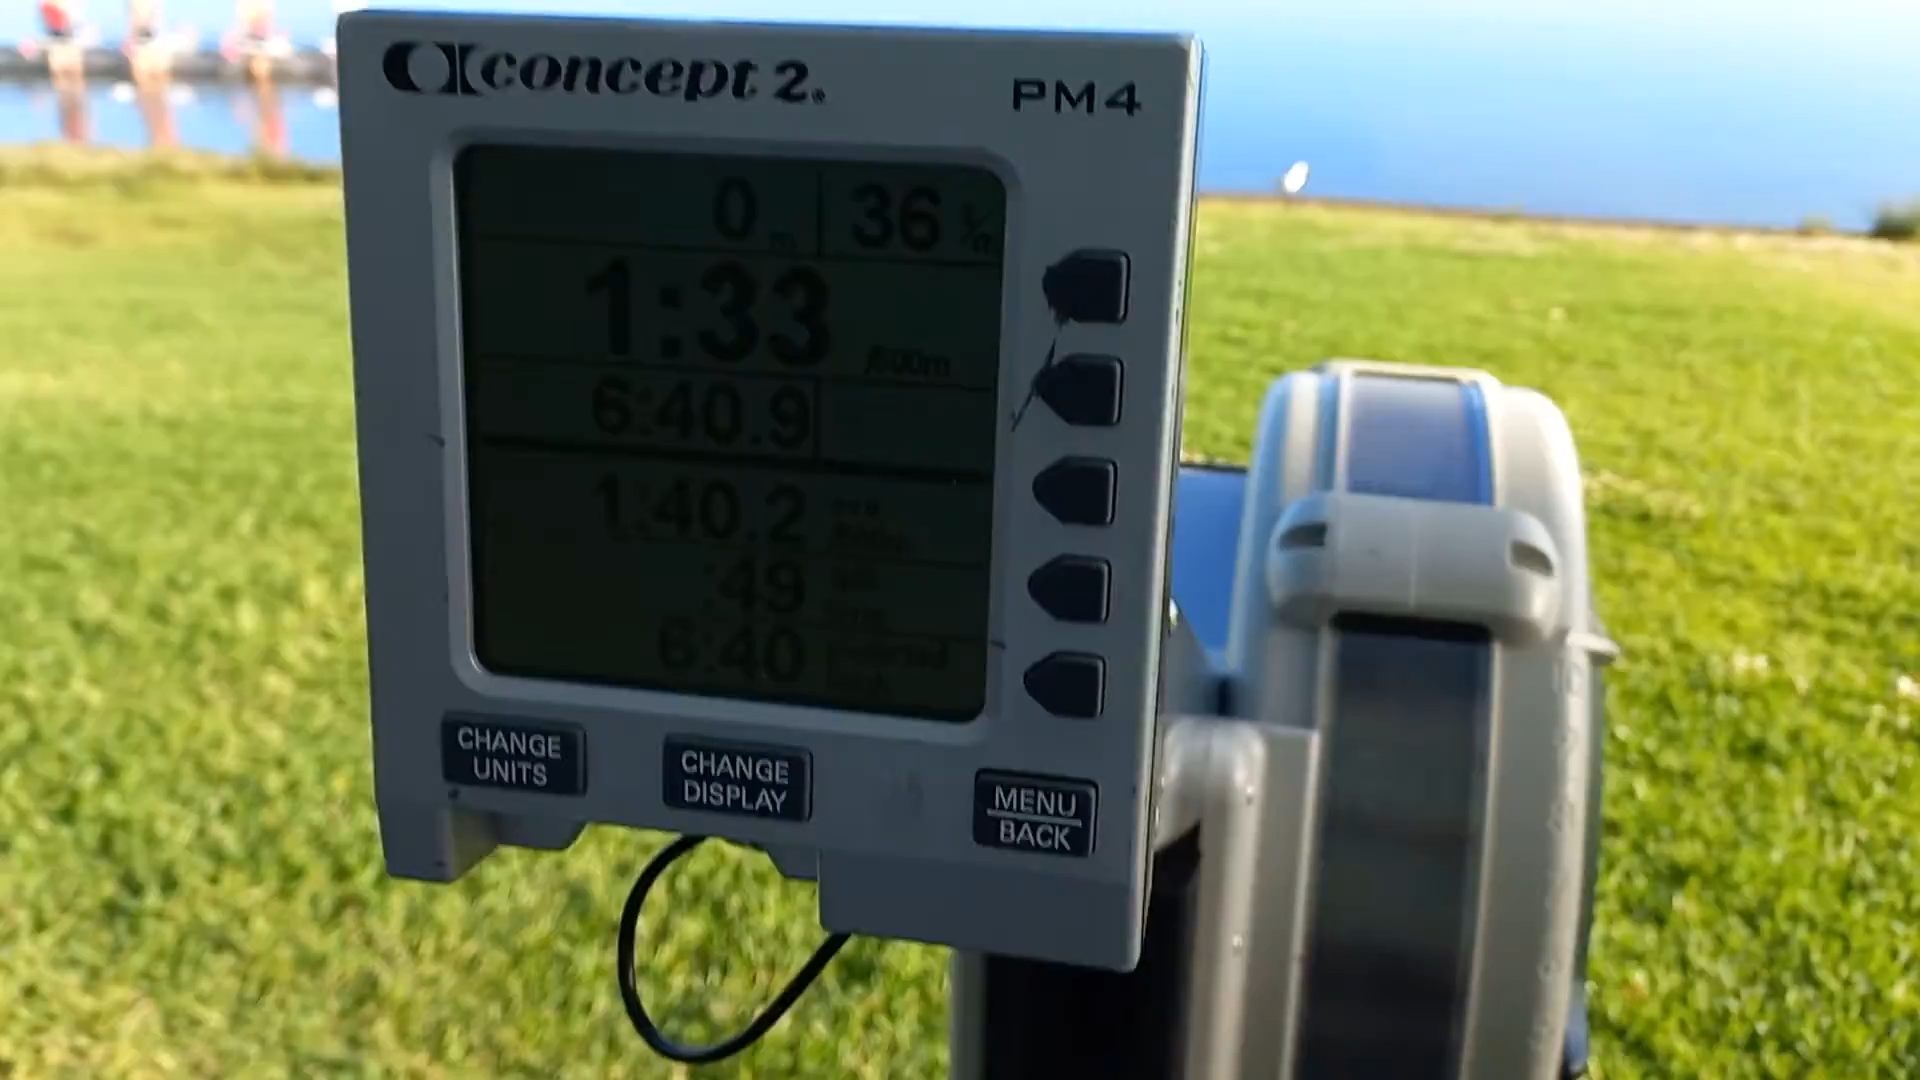 concept 2.
PM4
0 m 36 s/m
1:33 /500m
6:40.9
1:40.2
:49
6:40
CHANGE UNITS
CHANGE DISPLAY
MENU
BACK